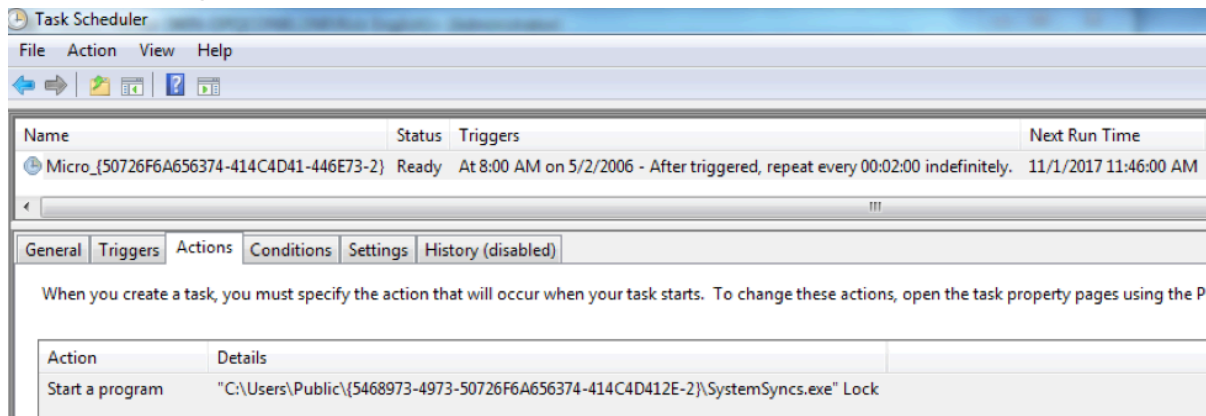 Task Scheduler
File Action View Help
Name Status Triggers Next Run Time
Micro_{50726F6A656374-414C4D41-446E73-2} Ready At 8:00 AM on 5/2/2006 - After triggered, repeat every 00:02:00 indefinitely. 11/1/2017 11:46:00 AM
General Triggers Actions Conditions Settings History (disabled)
When you create a task, you must specify the action that will occur when your task starts. To change these actions, open the task property pages using the P
Action Details
Start a program "C:\Users\Public\{5468973-4973-50726F6A656374-414C4D412E-2}\SystemSyncs.exe" Lock